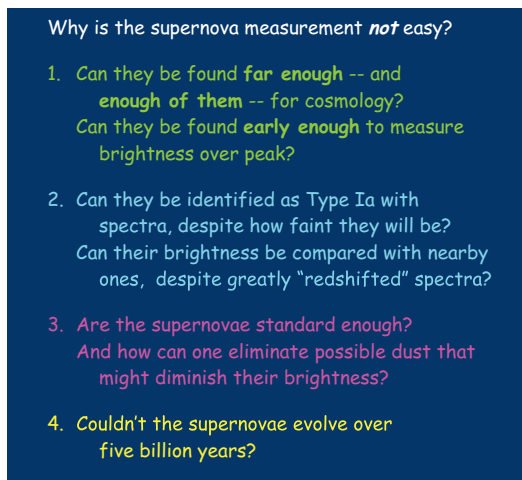 Why is the supernova measurement not easy?
1. Can they be found far enough -- and
enough of them -- for cosmology?
Can they be found early enough to measure
brightness over peak?
2. Can they be identified as Type Ia with
spectra, despite how faint they will be?
Can their brightness be compared with nearby
ones, despite greatly “redshifted” spectra?
3. Are the supernovae standard enough?
And how can one eliminate possible dust that
might diminish their brightness?
4. Couldn’t the supernovae evolve over
five billion years?